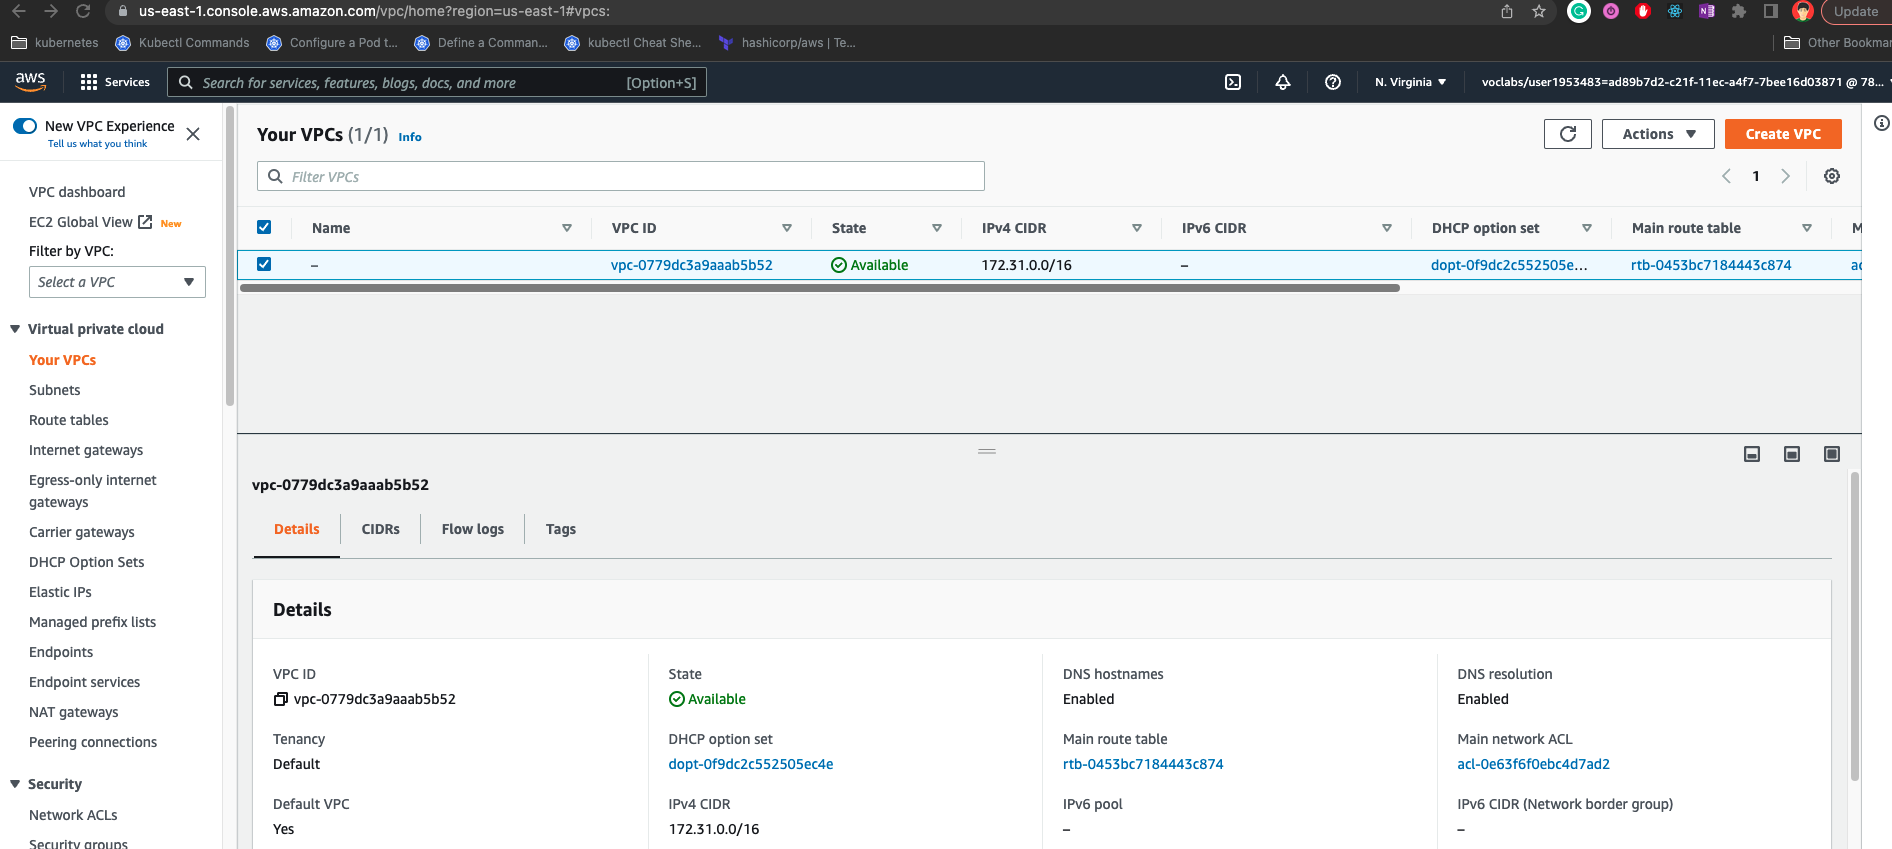 us-east-1.console.aws.amazon.com/vpc/home?region=us-east-1#vpcs:
Update
kubernetes
Kubectl Commands
Configure a Pod t...
Define a Comman...
kubectl Cheat She...
hashicorp/aws | Te...
Other Bookmar
aws
Services
Search for services, features, blogs, docs, and more
[Option+S]
N. Virginia
voclabs/user1953483=ad89b7d2-c21f-11ec-a4f7-7bee16d03871 @ 78...
New VPC Experience
Tell us what you think
VPC dashboard
EC2 Global View New
Filter by VPC:
Select a VPC
Virtual private cloud
Your VPCs
Subnets
Route tables
Internet gateways
Egress-only internet
gateways
Carrier gateways
DHCP Option Sets
Elastic IPs
Managed prefix lists
Endpoints
Endpoint services
NAT gateways
Peering connections
Security
Network ACLs
Security groups
Your VPCs (1/1) Info
Actions
Create VPC
Filter VPCs
1
Name VPC ID State IPv4 CIDR IPv6 CIDR DHCP option set Main route table M
– vpc-0779dc3a9aaab5b52 Available 172.31.0.0/16 – dopt-0f9dc2c552505e... rtb-0453bc7184443c874 ac
vpc-0779dc3a9aaab5b52
Details CIDRs Flow logs Tags
Details
VPC ID
vpc-0779dc3a9aaab5b52
State
Available
DNS hostnames
Enabled
DNS resolution
Enabled
Tenancy
Default
DHCP option set
dopt-0f9dc2c552505ec4e
Main route table
rtb-0453bc7184443c874
Main network ACL
acl-0e63f6f0ebc4d7ad2
Default VPC
Yes
IPv4 CIDR
172.31.0.0/16
IPv6 pool
–
IPv6 CIDR (Network border group)
–